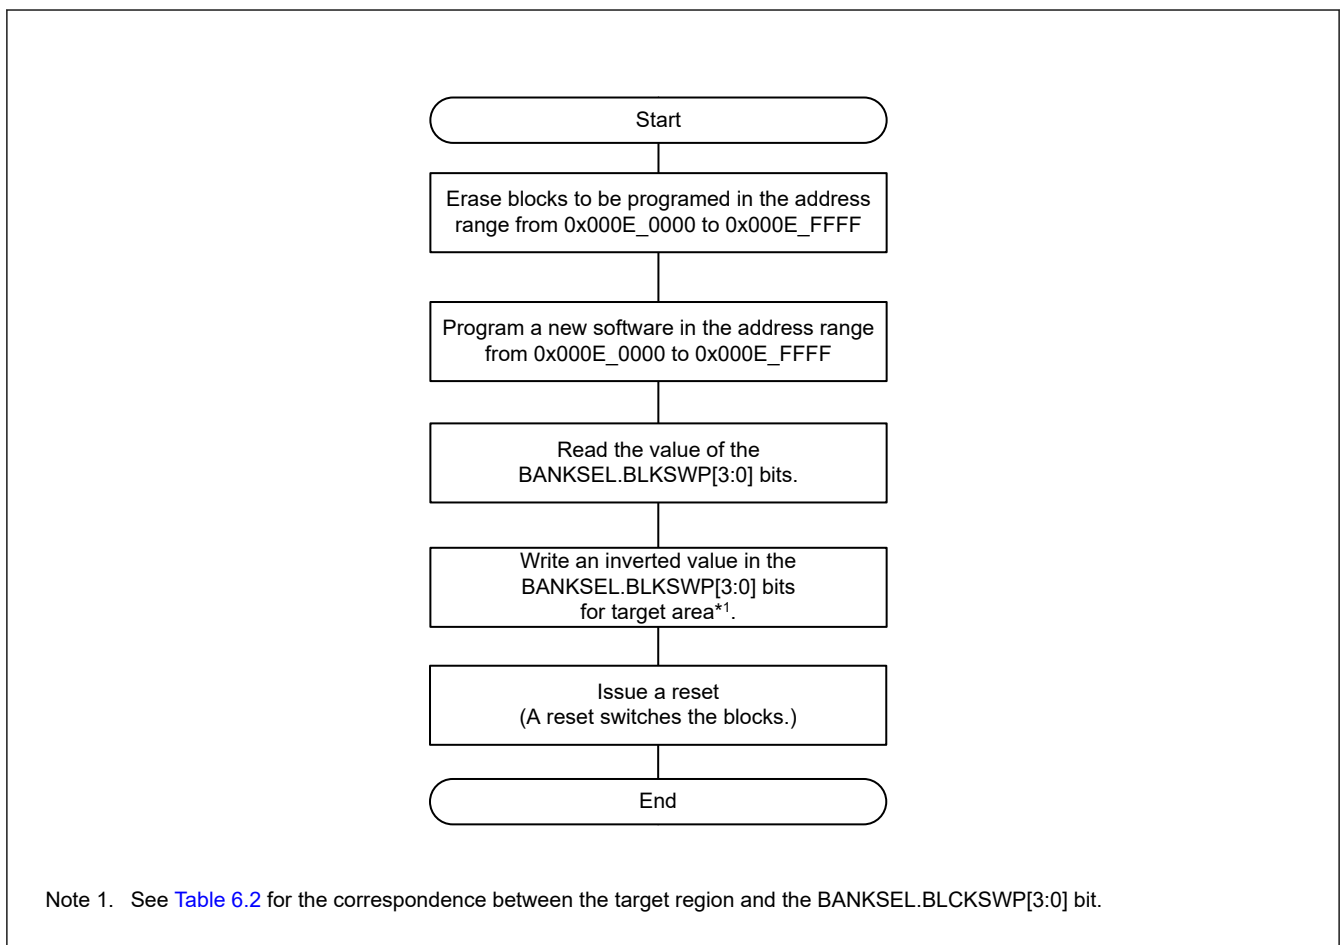 Start
Erase blocks to be programed in the address
range from 0x000E_0000 to 0x000E_FFFF
Program a new software in the address range
from 0x000E_0000 to 0x000E_FFFF
Read the value of the
BANKSEL.BLKSWP[3:0] bits.
Write an inverted value in the
BANKSEL.BLKSWP[3:0] bits
for target area*1.
Issue a reset
(A reset switches the blocks.)
End
Note 1. See Table 6.2 for the correspondence between the target region and the BANKSEL.BLCKSWP[3:0] bit.